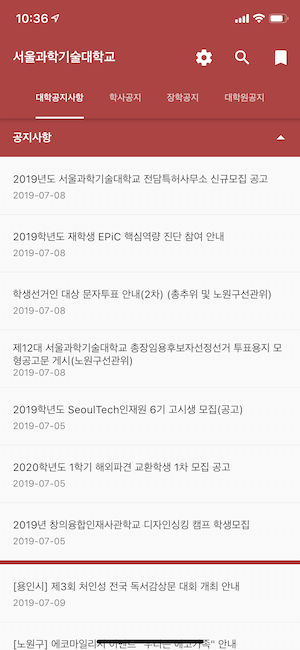 10:36
서울과학기술대학교
대학공지사항 학사공지 장학공지 대학원공지
공지사항
2019년도 서울과학기술대학교 전담특허사무소 신규모집 공고
2019-07-08
2019학년도 재학생 EPiC 핵심역량 진단 참여 안내
2019-07-08
학생선거인 대상 문자투표 안내(2차) (총추위 및 노원구선관위)
2019-07-08
제12대 서울과학기술대학교 총장임용후보자선정선거 투표용지 모
형공고문 게시(노원구선관위)
2019-07-08
2019학년도 SeoulTech인재원 6기 고시생 모집(공고)
2019-07-05
2020학년도 1학기 해외파견 교환학생 1차 모집 공고
2019-07-05
2019년 창의융합인재사관학교 디자인싱킹 캠프 학생모집
2019-07-05
[용인시] 제3회 처인성 전국 독서감상문 대회 개최 안내
2019-07-09
[노원구] 에코마일리지 이벤트 "우리는 에코가족" 안내